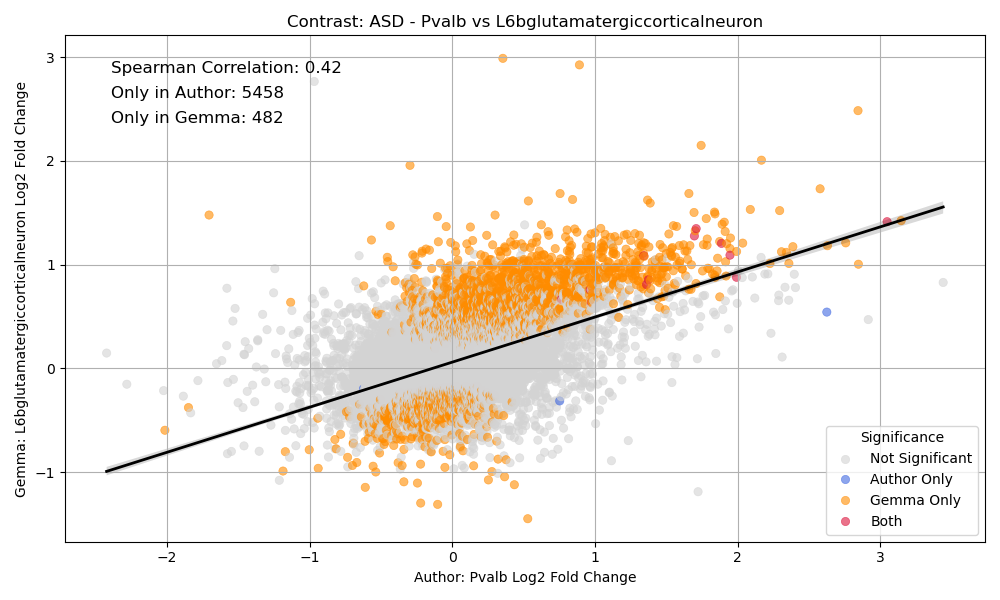 Contrast: ASD - Pvalb vs L6bglutamatergiccorticalneuron
Spearman Correlation: 0.42
Only in Author: 5458
Only in Gemma: 482
Gemma: L6bglutamatergiccorticalneuron Log2 Fold Change
3
2
1
0
−1
Significance
Not Significant
Author Only
Gemma Only
Both
−2
−1
0
1
2
3
Author: Pvalb Log2 Fold Change